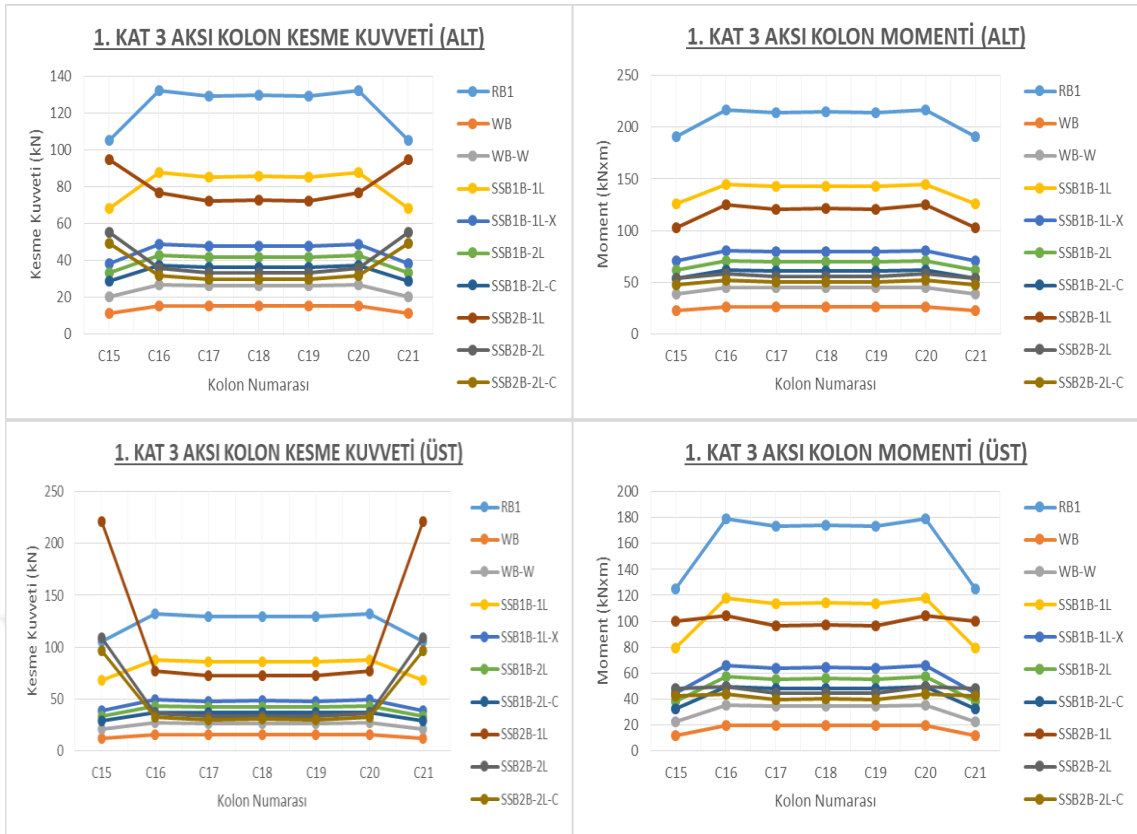 1. KAT 3 AKSI KOLON KESME KUVVETİ (ALT)
140
120
100
80
60
40
20
0
Kesme Kuvveti (kN)
C15 C16 C17 C18 C19 C20 C21
Kolon Numarası
RB1
WB
WB-W
SSB1B-1L
SSB1B-1L-X
SSB1B-2L
SSB1B-2L-C
SSB2B-1L
SSB2B-2L
SSB2B-2L-C
1. KAT 3 AKSI KOLON MOMENTİ (ALT)
250
200
150
100
50
0
Moment (kNxm)
C15 C16 C17 C18 C19 C20 C21
Kolon Numarası
RB1
WB
WB-W
SSB1B-1L
SSB1B-1L-X
SSB1B-2L
SSB1B-2L-C
SSB2B-1L
SSB2B-2L
SSB2B-2L-C
1. KAT 3 AKSI KOLON KESME KUVVETİ (ÜST)
250
200
150
100
50
0
Kesme Kuvveti (kN)
C15 C16 C17 C18 C19 C20 C21
Kolon Numarası
RB1
WB
WB-W
SSB1B-1L
SSB1B-1L-X
SSB1B-2L
SSB1B-2L-C
SSB2B-1L
SSB2B-2L
SSB2B-2L-C
1. KAT 3 AKSI KOLON MOMENTİ (ÜST)
200
180
160
140
120
100
80
60
40
20
0
Moment (kNxm)
C15 C16 C17 C18 C19 C20 C21
Kolon Numarası
RB1
WB
WB-W
SSB1B-1L
SSB1B-1L-X
SSB1B-2L
SSB1B-2L-C
SSB2B-1L
SSB2B-2L
SSB2B-2L-C